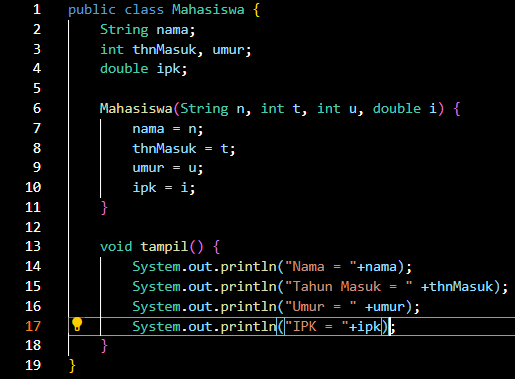 1 public class Mahasiswa {
2     String nama;
3     int thnMasuk, umur;
4     double ipk;
5
6     Mahasiswa(String n, int t, int u, double i) {
7         nama = n;
8         thnMasuk = t;
9         umur = u;
10         ipk = i;
11     }
12
13     void tampil() {
14         System.out.println("Nama = "+nama);
15         System.out.println("Tahun Masuk = " +thnMasuk);
16         System.out.println("Umur = " +umur);
17         System.out.println("IPK = "+ipk);
18     }
19 }